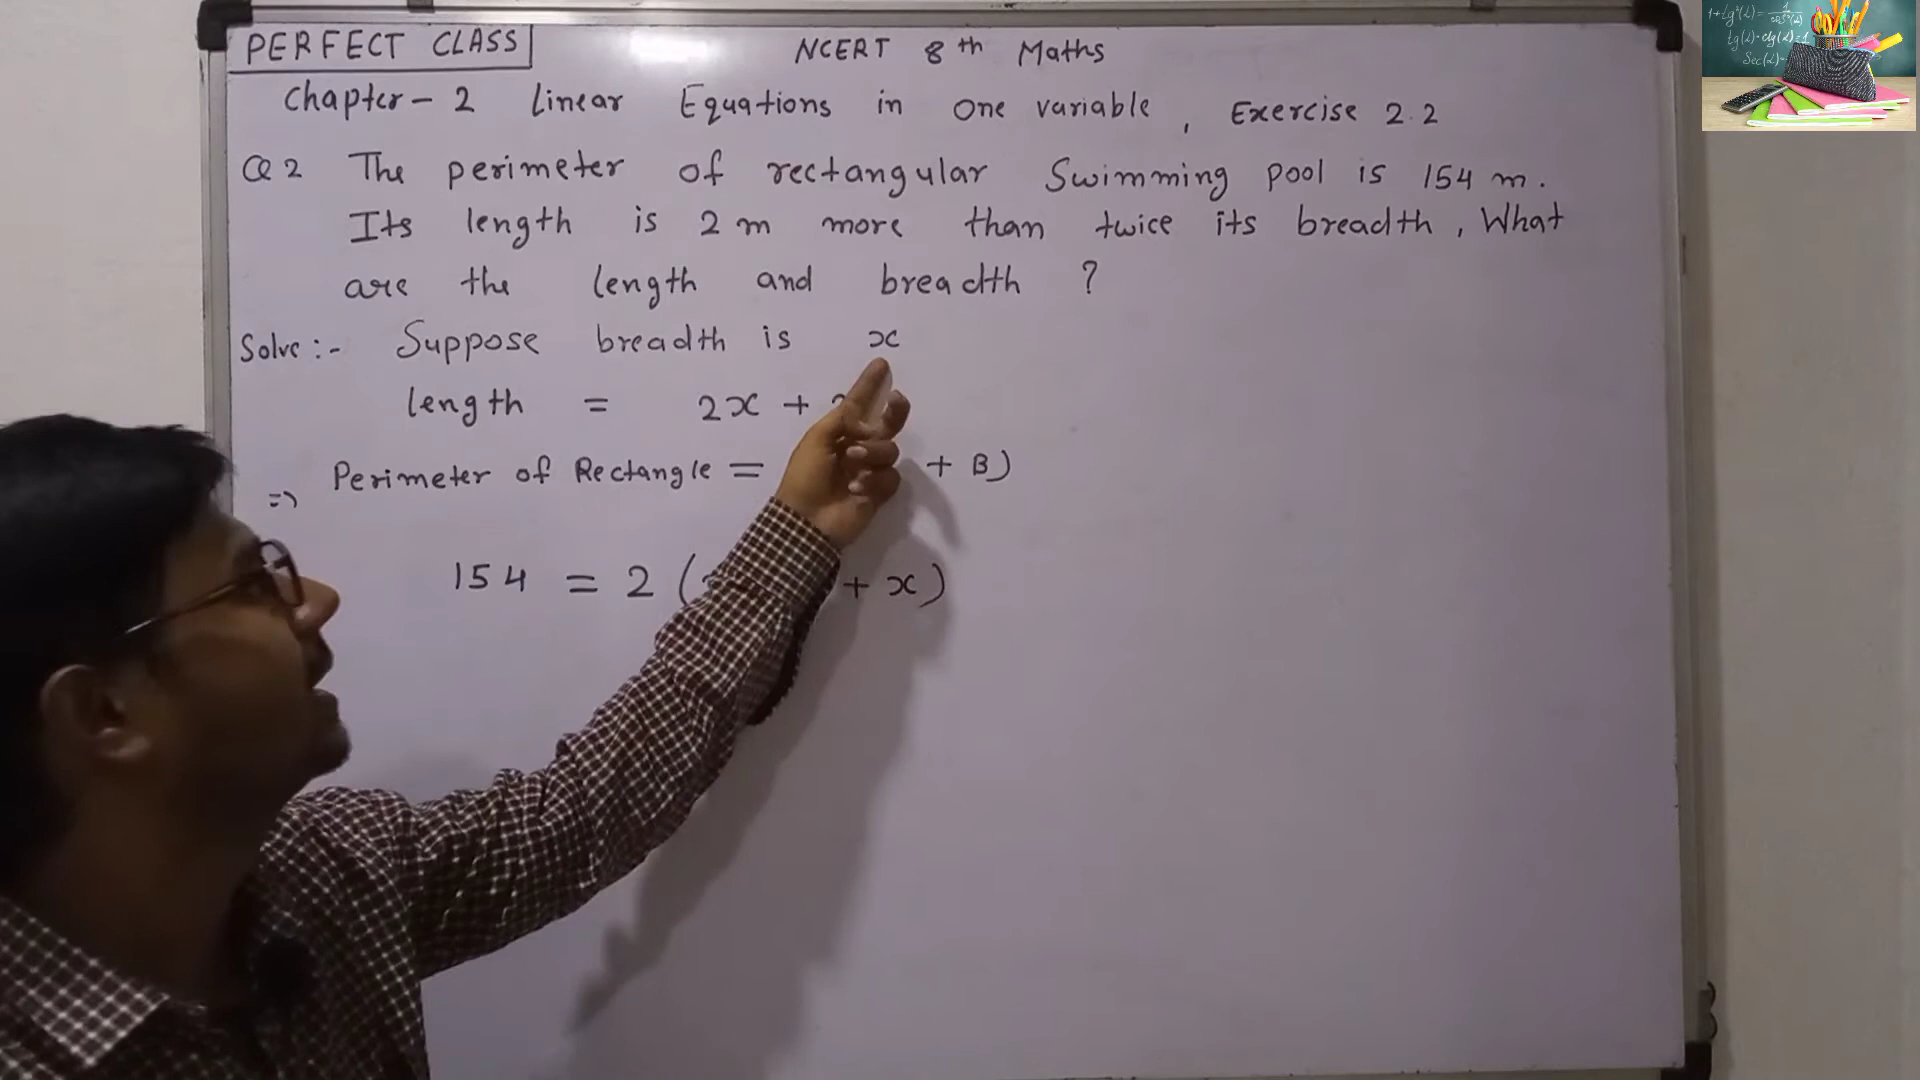 PERFECT CLASS
NCERT 8th Maths
Chapter-2 Linear Equations in One variable, Exercise 2.2
Q2 The perimeter of rectangular Swimming pool is 154 m.
Its length is 2 m more than twice its breadth, What
are the length and breadth ?
Solve :- Suppose breadth is x
length = 2x +
Perimeter of Rectangle = + B)
=>
154 = 2 ( + x)